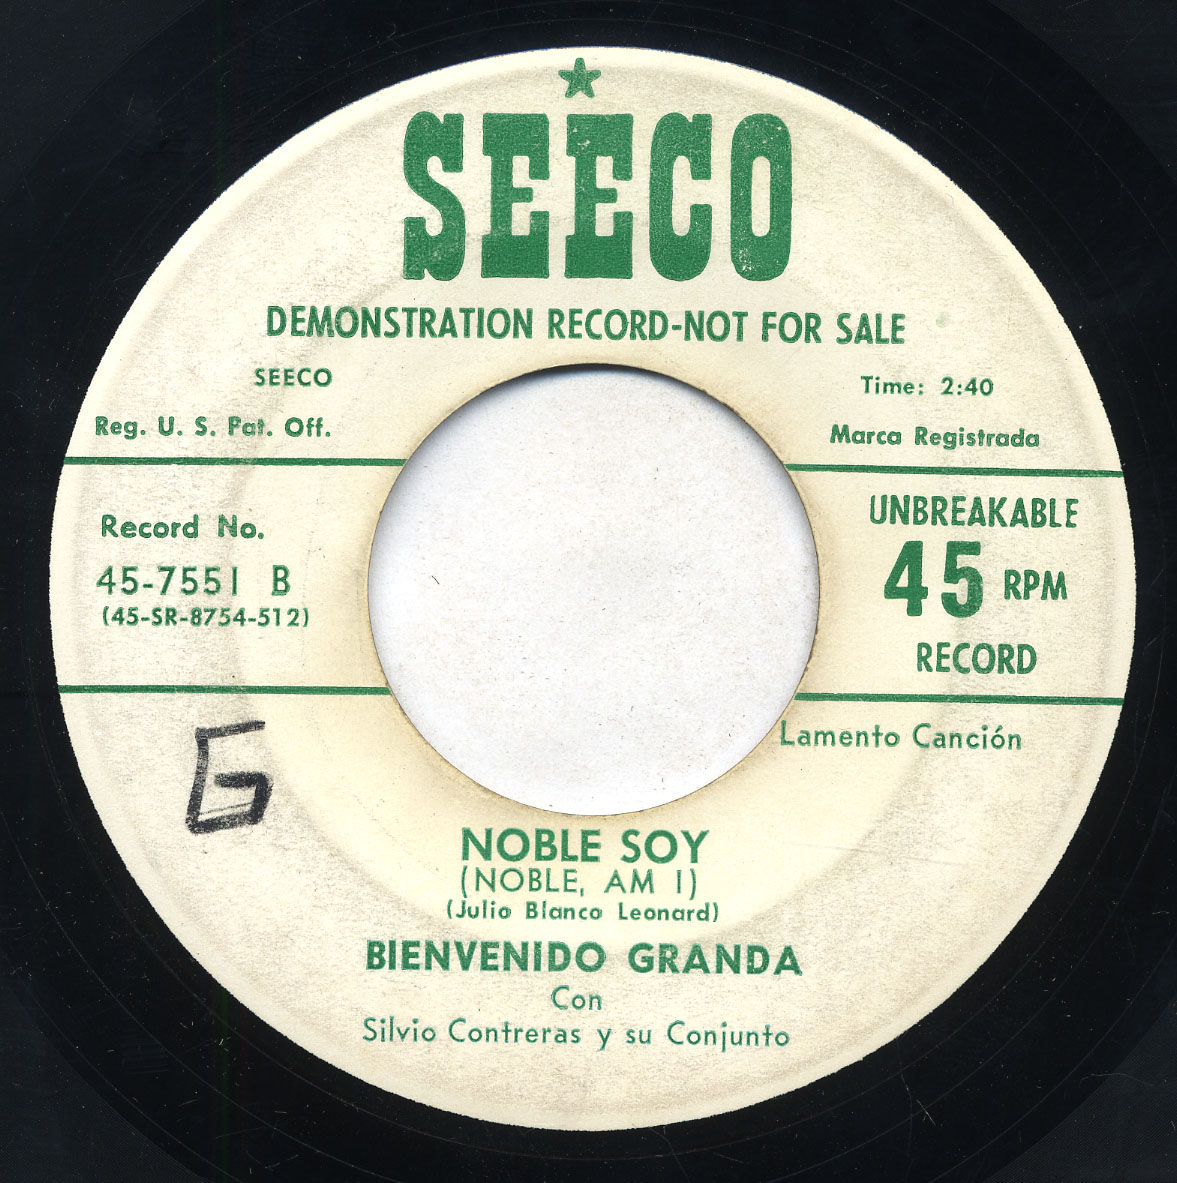 SEECO
DEMONSTRATION RECORD-NOT FOR SALE
SEECO
Reg. U. S. Pat. Off.
Time: 2:40
Marca Registrada
Record No.
45-7551 B
(45-SR-8754-512)
UNBREAKABLE
45 RPM
RECORD
Lamento Canción
G
NOBLE SOY
(NOBLE, AM I)
(Julio Blanco Leonard)
BIENVENIDO GRANDA
Con
Silvio Contreras y su Conjunto